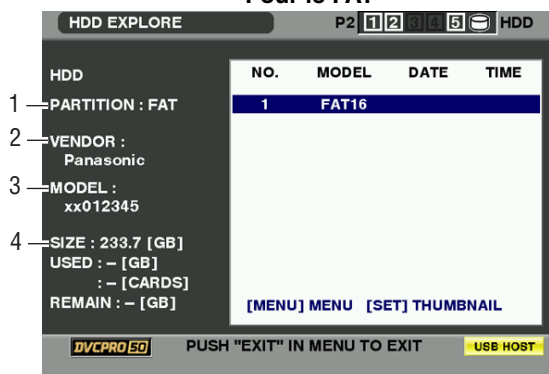 HDD EXPLORE P2 1 2 3 4 5 HDD
HDD NO. MODEL DATE TIME
1 PARTITION : FAT 1 FAT16
2 VENDOR :
Panasonic
3 MODEL :
xx012345
4 SIZE : 233.7 [GB]
USED : – [GB]
: – [CARDS]
REMAIN : – [GB] [MENU] MENU [SET] THUMBNAIL
DVCPRO 50 PUSH "EXIT" IN MENU TO EXIT USB HOST